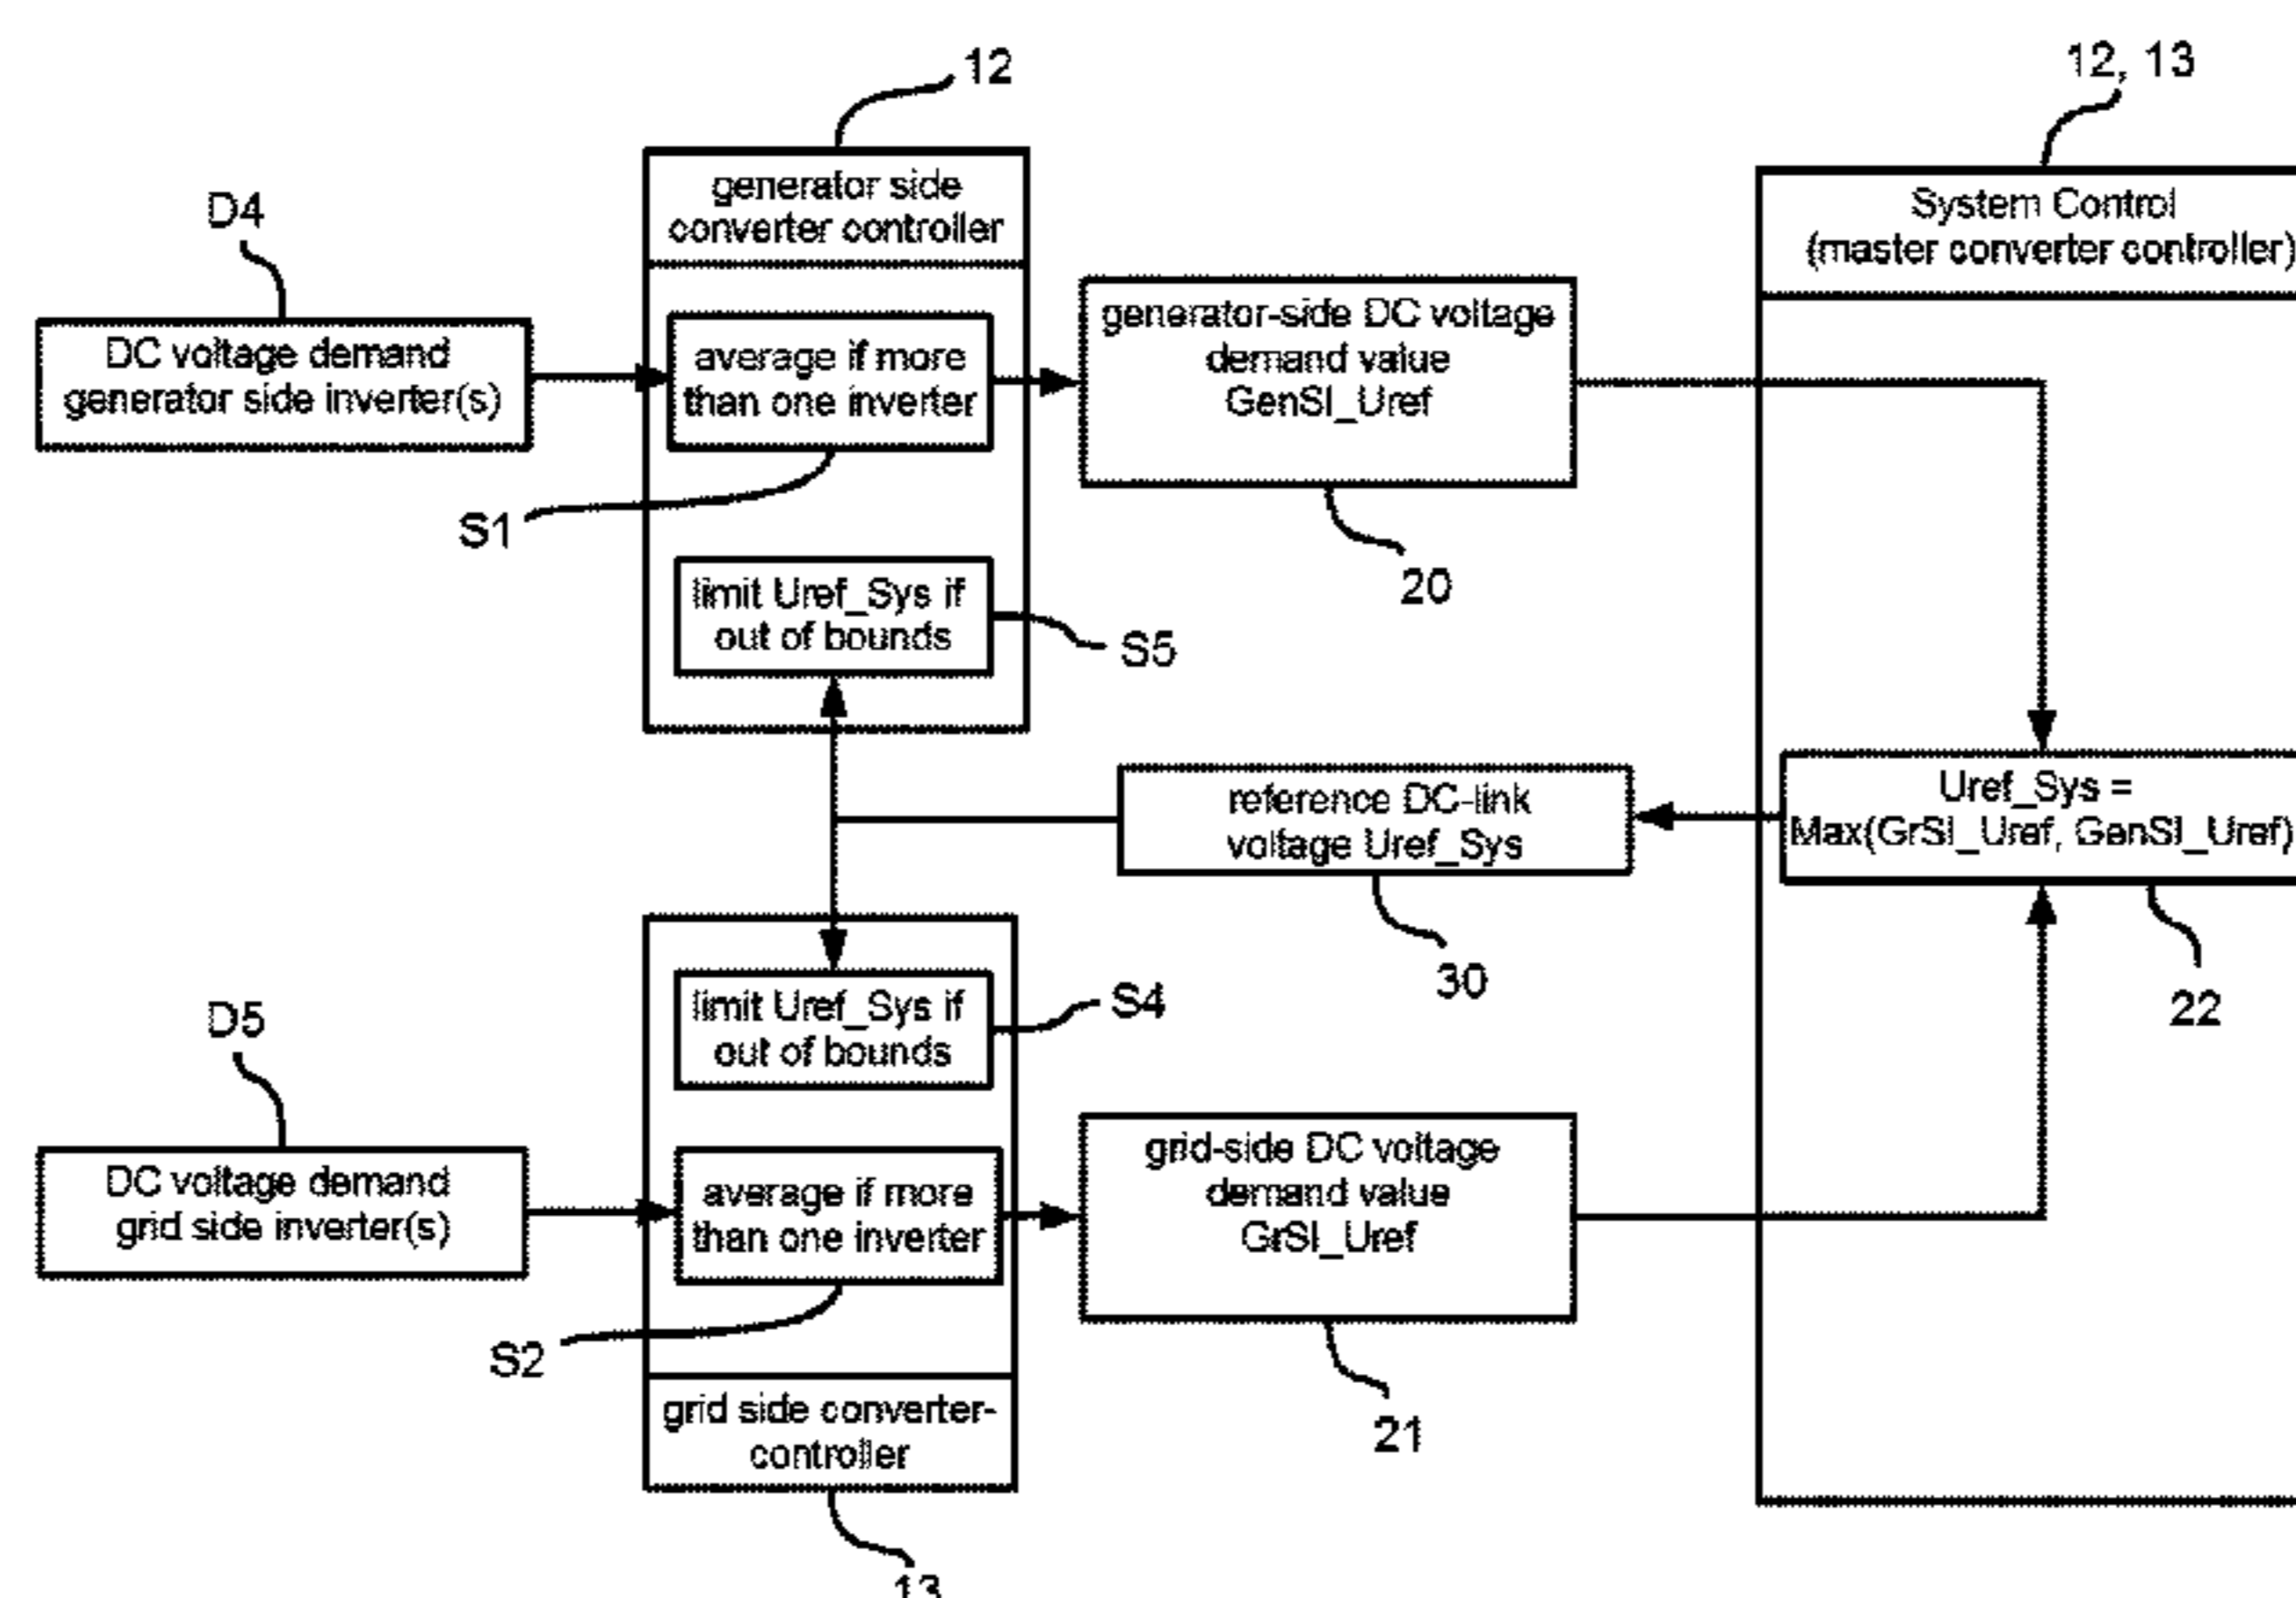 12
12, 13
generator side
converter controller
System Control
(master converter controller)
D4
DC voltage demand
generator side inverter(s)
average if more
than one inverter
generator-side DC voltage
demand value
GenSI_Uref
S1
20
limit Uref_Sys if
out of bounds
S5
reference DC-link
voltage Uref_Sys
Uref_Sys =
Max(GrSI_Uref, GenSI_Uref)
30
22
limit Uref_Sys if
out of bounds
S4
D5
DC voltage demand
grid side inverter(s)
average if more
than one inverter
grid-side DC voltage
demand value
GrSI_Uref
S2
21
grid side converter-
controller
13